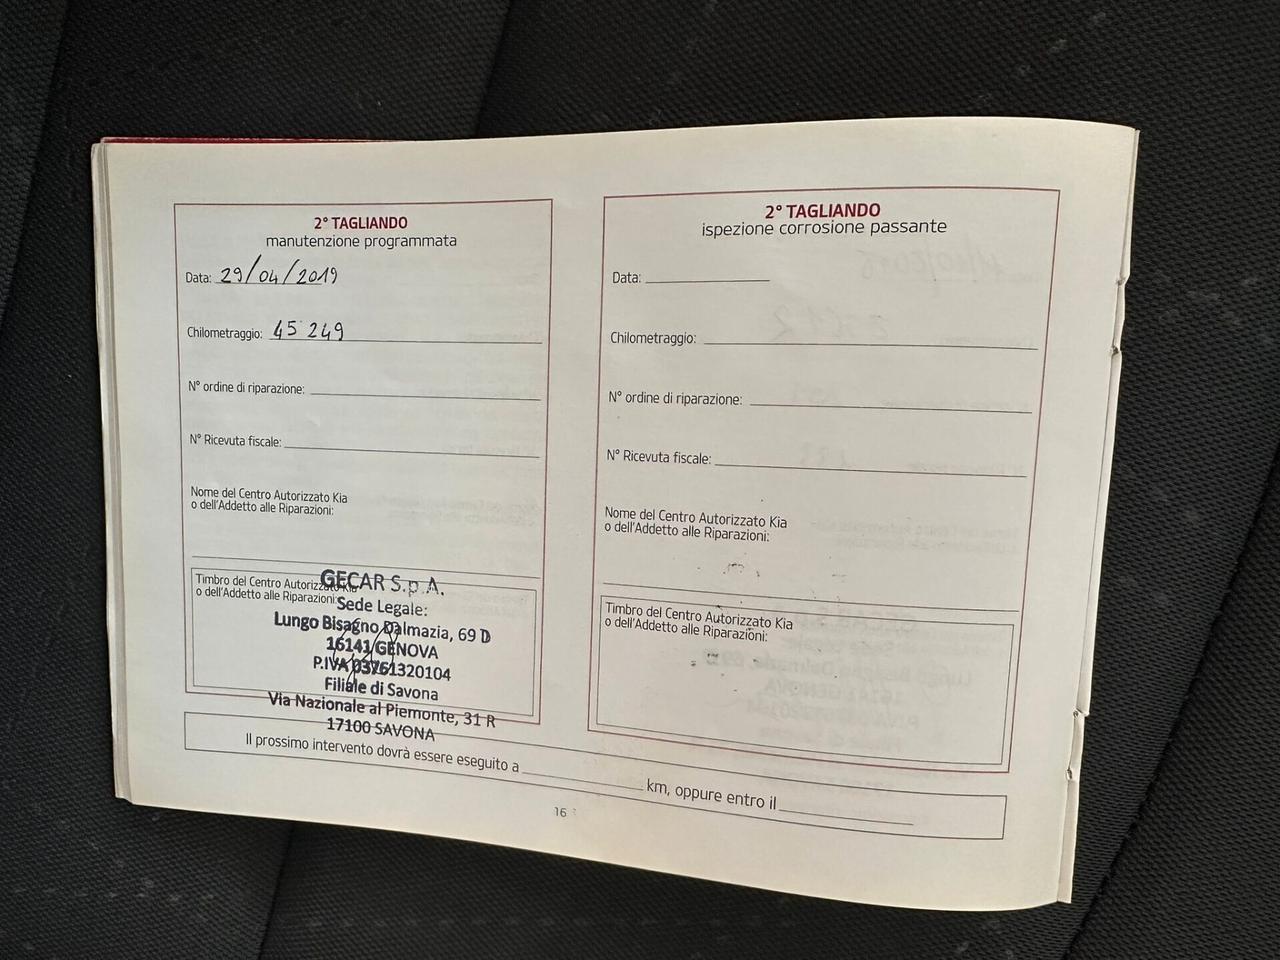 2° TAGLIANDO
manutenzione programmata
Data: 29/04/2019
Chilometraggio: 45 249
N° ordine di riparazione:
N° Ricevuta fiscale:
Nome del Centro Autorizzato Kia
o dell'Addetto alle Riparazioni:
Timbro del Centro Autorizzato Kia
o dell'Addetto alle Riparazioni:
GECAR S.p.A.
Sede Legale:
Lungo Bisagno Dalmazia, 69 D
16141 GENOVA
P.IVA 03761320104
Filiale di Savona
Via Nazionale al Piemonte, 31 R
17100 SAVONA
2° TAGLIANDO
ispezione corrosione passante
Data:
Chilometraggio:
N° ordine di riparazione:
N° Ricevuta fiscale:
Nome del Centro Autorizzato Kia
o dell'Addetto alle Riparazioni:
Timbro del Centro Autorizzato Kia
o dell'Addetto alle Riparazioni:
Il prossimo intervento dovrà essere eseguito a km, oppure entro il
16